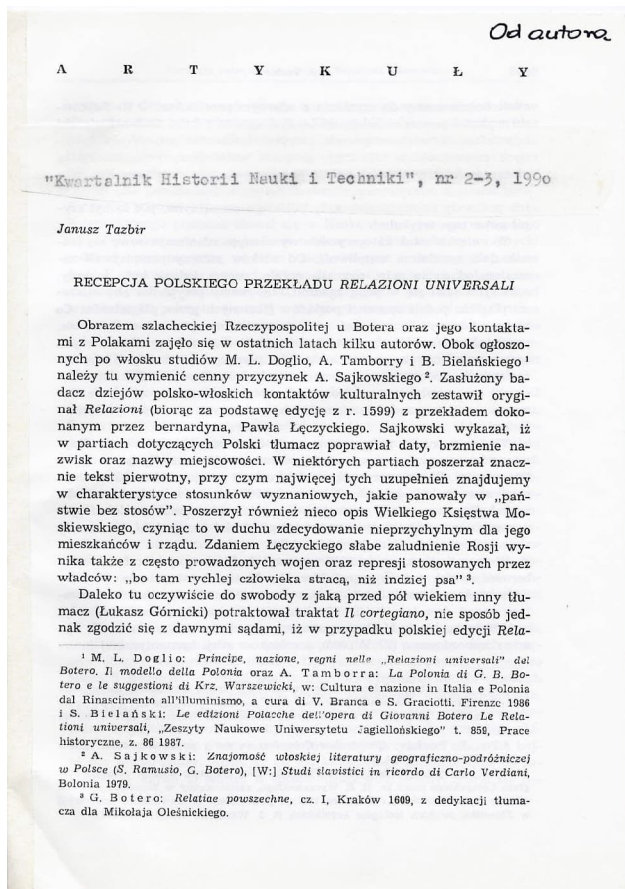 Od autora
A R T Y K U Ł Y
"Kwartalnik Historii Nauki i Techniki", nr 2-3, 1990
Janusz Tazbir
RECEPCJA POLSKIEGO PRZEKŁADU RELAZIONI UNIVERSALI
Obrazem szlacheckiej Rzeczypospolitej u Botera oraz jego kontakta-
mi z Polakami zajęło się w ostatnich latach kilku autorów. Obok ogłoszo-
nych po włosku studiów M. L. Doglio, A. Tamborry i B. Bielańskiego ¹
należy tu wymienić cenny przyczynek A. Sajkowskiego ². Zasłużony ba-
dacz dziejów polsko-włoskich kontaktów kulturalnych zestawił orygi-
nał Relazioni (biorąc za podstawę edycję z r. 1599) z przekładem doko-
nanym przez bernardyna, Pawła Łęczyckiego. Sajkowski wykazał, iż
w partiach dotyczących Polski tłumacz poprawiał daty, brzmienie na-
zwisk oraz nazwy miejscowości. W niektórych partiach poszerzał znacz-
nie tekst pierwotny, przy czym najwięcej tych uzupełnień znajdujemy
w charakterystyce stosunków wyznaniowych, jakie panowały w „pań-
stwie bez stosów”. Poszerzył również nieco opis Wielkiego Księstwa Mo-
skiewskiego, czyniąc to w duchu zdecydowanie nieprzychylnym dla jego
mieszkańców i rządu. Zdaniem Łęczyckiego słabe zaludnienie Rosji wy-
nika także z często prowadzonych wojen oraz represji stosowanych przez
władców: „bo tam rychlej człowieka stracą, niż indziej psa” ³.
Daleko tu oczywiście do swobody z jaką przed pół wiekiem inny tłu-
macz (Łukasz Górnicki) potraktował traktat Il cortegiano, nie sposób jed-
nak zgodzić się z dawnymi sądami, iż w przypadku polskiej edycji Rela-
¹ M. L. Doglio: Principe, nazione, regni nelle „Relazioni universali” del
Botero. Il modello della Polonia oraz A. Tamborra: La Polonia di G. B. Bo-
tero e le suggestioni di Krz. Warszewicki, w: Cultura e nazione in Italia e Polonia
dal Rinascimento all'illuminismo, a cura di V. Branca e S. Graciotti. Firenze 1986
i S. Bielański: Le edizioni Polacche dell'opera di Giovanni Botero Le Rela-
tioni universali, „Zeszyty Naukowe Uniwersytetu Jagiellońskiego” t. 859, Prace
historyczne, z. 86 1987.
² A. Sajkowski: Znajomość włoskiej literatury geograficzno-podróżniczej
w Polsce (S. Ramusio, G. Botero), [W:] Studi slavistici in ricordo di Carlo Verdiani,
Bolonia 1979.
³ G. Botero: Relatiae powszechne, cz. I, Kraków 1609, z dedykacji tłuma-
cza dla Mikołaja Oleśnickiego.